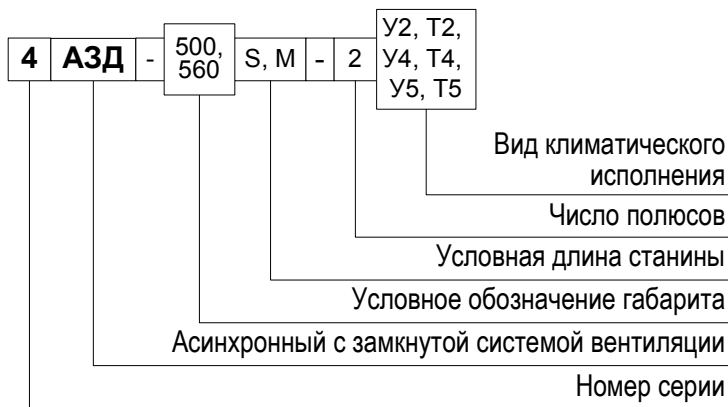 У2, Т2,
4 АЗД - 500, S, M - 2 У4, Т4,
560
У5, Т5
Вид климатического
исполнения
Число полюсов
Условная длина станины
Условное обозначение габарита
Асинхронный с замкнутой системой вентиляции
Номер серии